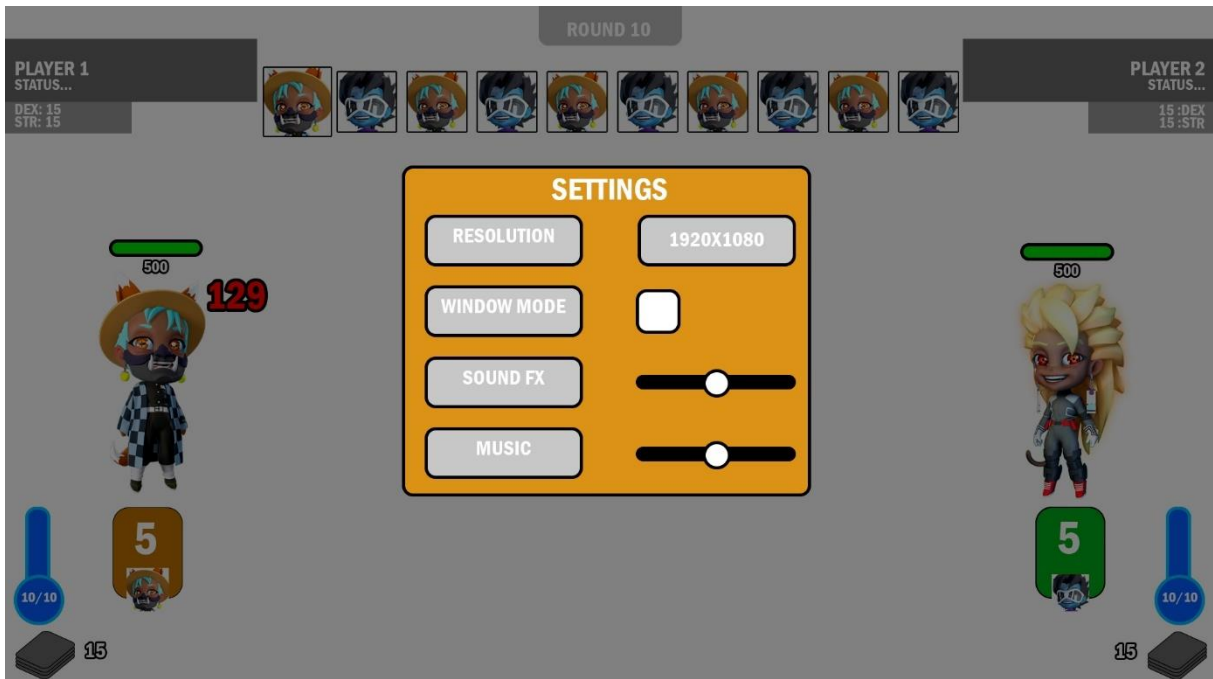 ROUND 10
PLAYER 1
STATUS...
DEX: 15
STR: 15
PLAYER 2
STATUS...
15 :DEX
15 :STR
SETTINGS
RESOLUTION
1920X1080
WINDOW MODE
SOUND FX
MUSIC
500
129
500
5
10/10
15
5
10/10
15